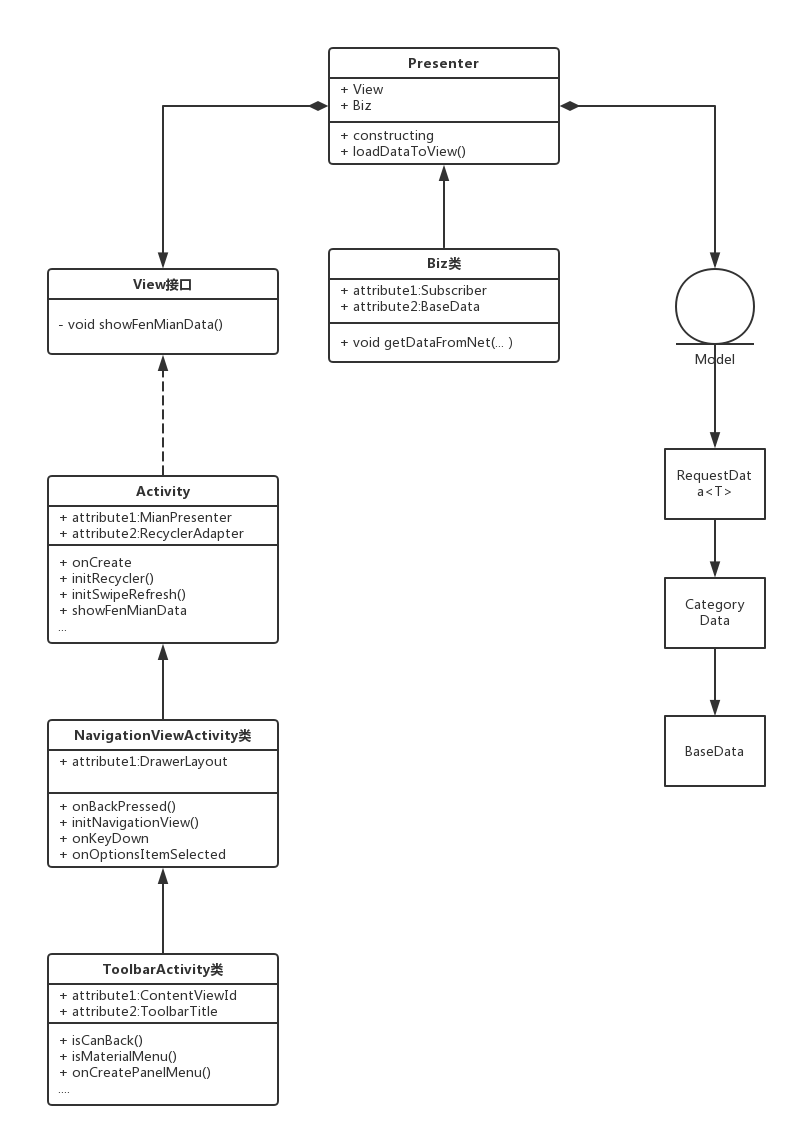 Presenter
+ View
+ Biz
+ constructing
+ loadDataToView()
View接口
- void showFenMianData()
Biz类
+ attribute1:Subscriber
+ attribute2:BaseData
+ void getDataFromNet(... )
Model
RequestDat
a<T>
Activity
+ attribute1:MianPresenter
+ attribute2:RecyclerAdapter
+ onCreate
+ initRecycler()
+ initSwipeRefresh()
+ showFenMianData
...
Category
Data
NavigationViewActivity类
+ attribute1:DrawerLayout
+ onBackPressed()
+ initNavigationView()
+ onKeyDown
+ onOptionsItemSelected
BaseData
ToolbarActivity类
+ attribute1:ContentViewId
+ attribute2:ToolbarTitle
+ isCanBack()
+ isMaterialMenu()
+ onCreatePanelMenu()
....